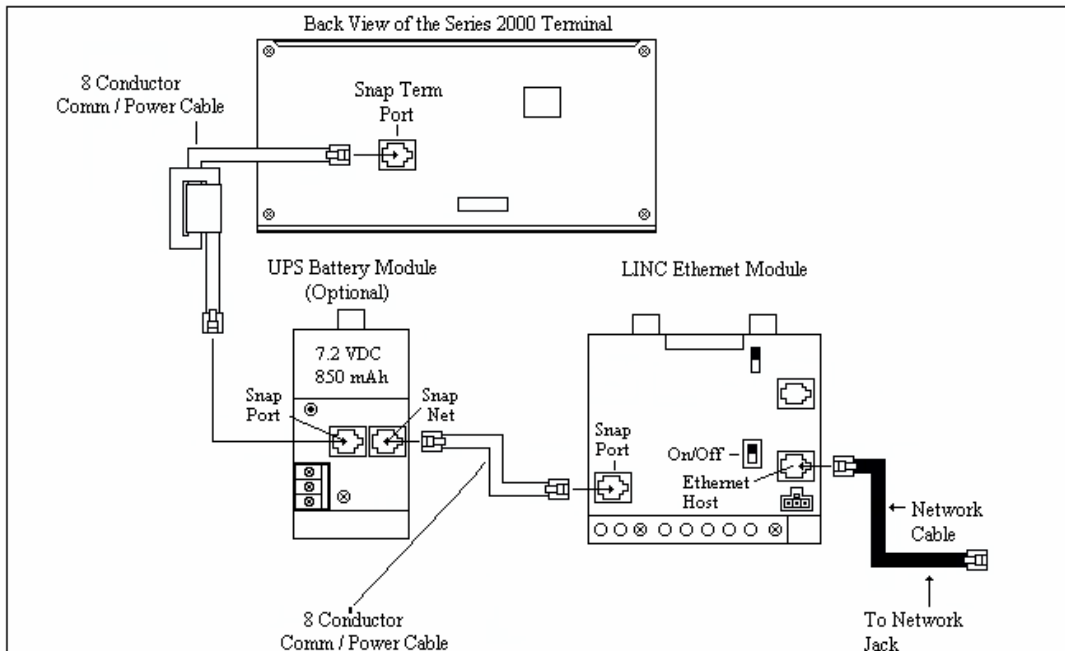 Back View of the Series 2000 Terminal
8 Conductor
Comm / Power Cable
Snap Term
Port
UPS Battery Module
(Optional)
LINC Ethernet Module
7.2 VDC
850 mAh
Snap
Port
Snap
Net
Snap
Port
On/Off
Ethernet
Host
Network
Cable
8 Conductor
Comm / Power Cable
To Network
Jack